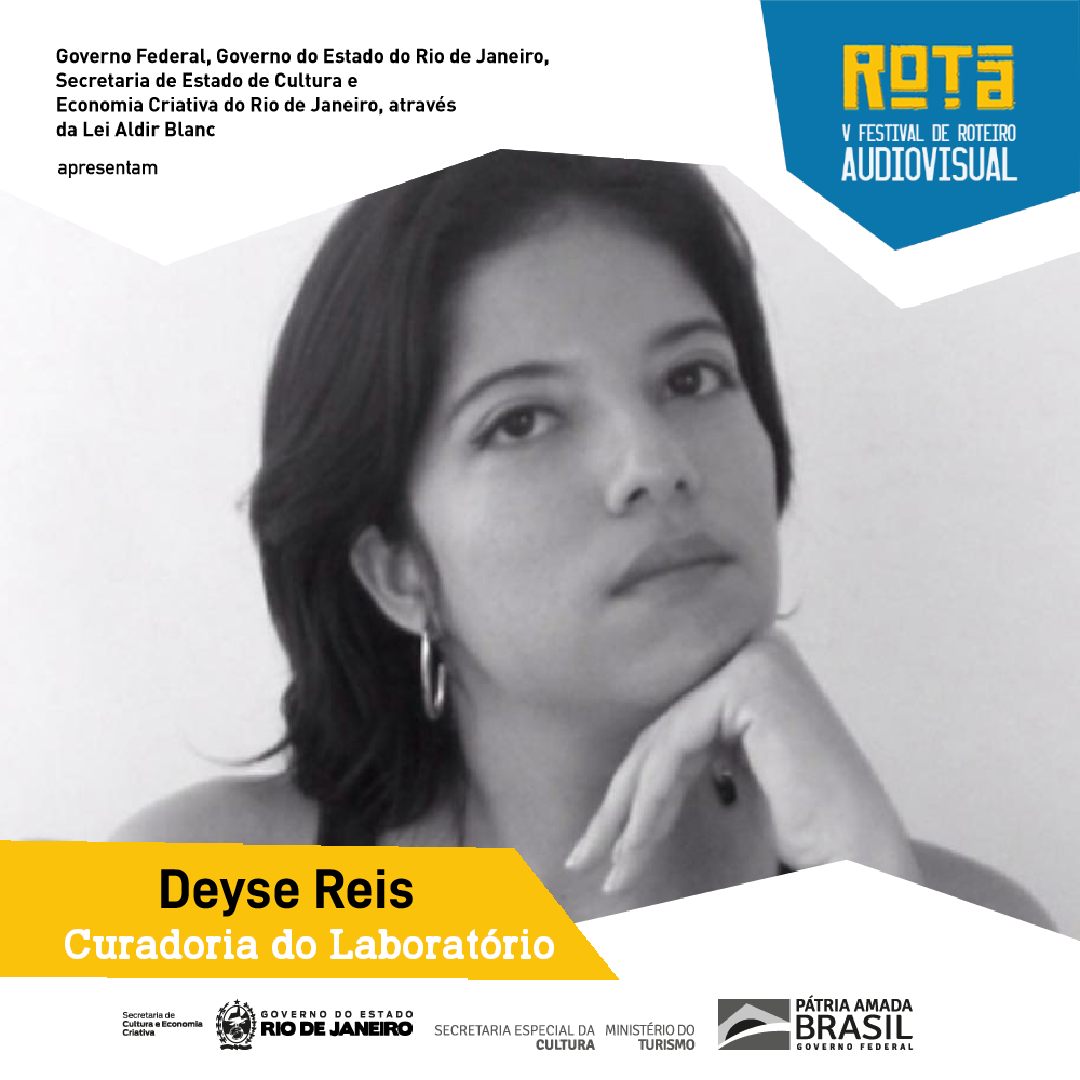 Governo Federal, Governo do Estado do Rio de Janeiro,
Secretaria de Estado de Cultura e
Economia Criativa do Rio de Janeiro, através
da Lei Aldir Blanc
apresentam
ROTA
V FESTIVAL DE ROTEIRO
AUDIOVISUAL
Deyse Reis
Curadoria do Laboratório
Secretaria de
Cultura e Economia
Criativa
GOVERNO DO ESTADO
RIO DE JANEIRO
SECRETARIA ESPECIAL DA
CULTURA
MINISTÉRIO DO
TURISMO
PÁTRIA AMADA
BRASIL
GOVERNO FEDERAL